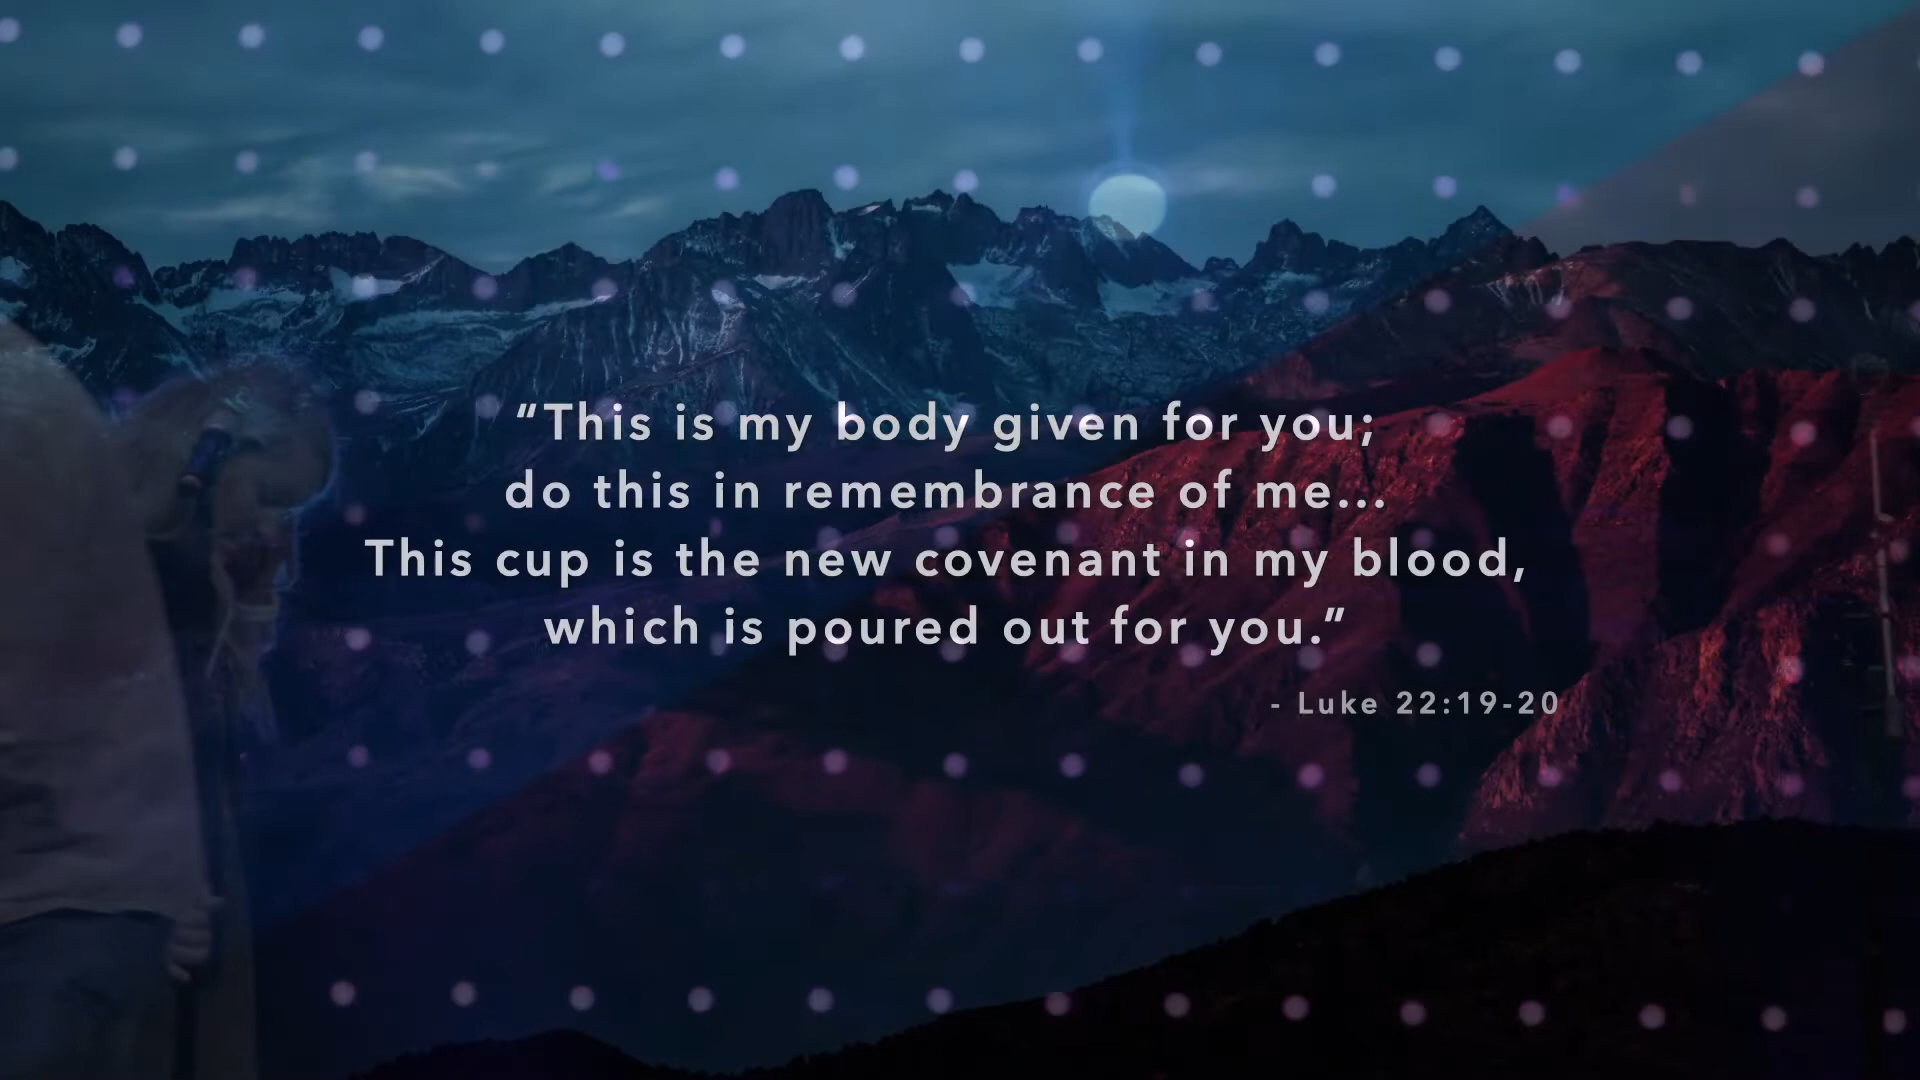 “This is my body given for you;
do this in remembrance of me...
This cup is the new covenant in my blood,
which is poured out for you.”
- Luke 22:19-20